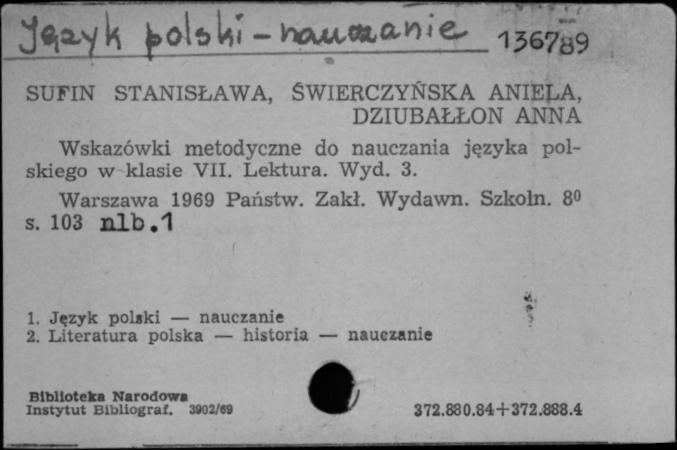 Język polski - nauczanie
136789
SUFIN STANISŁAWA, ŚWIERCZYŃSKA ANIELA,
DZIUBAŁŁON ANNA
Wskazówki metodyczne do nauczania języka pol-
skiego w klasie VII. Lektura. Wyd. 3.
Warszawa 1969 Państw. Zakł. Wydawn. Szkoln. 8⁰
s. 103 nlb.1
1. Język polski — nauczanie
2. Literatura polska — historia — nauczanie
Biblioteka Narodowa
Instytut Bibliograf. 3902/69
372.880.84+372.888.4